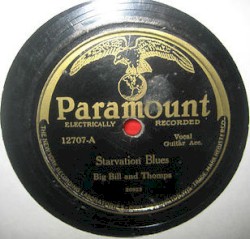 Paramount
ELECTRICALLY RECORDED
12707-A
Vocal
Guitar Acc.
Starvation Blues
Big Bill and Thomps